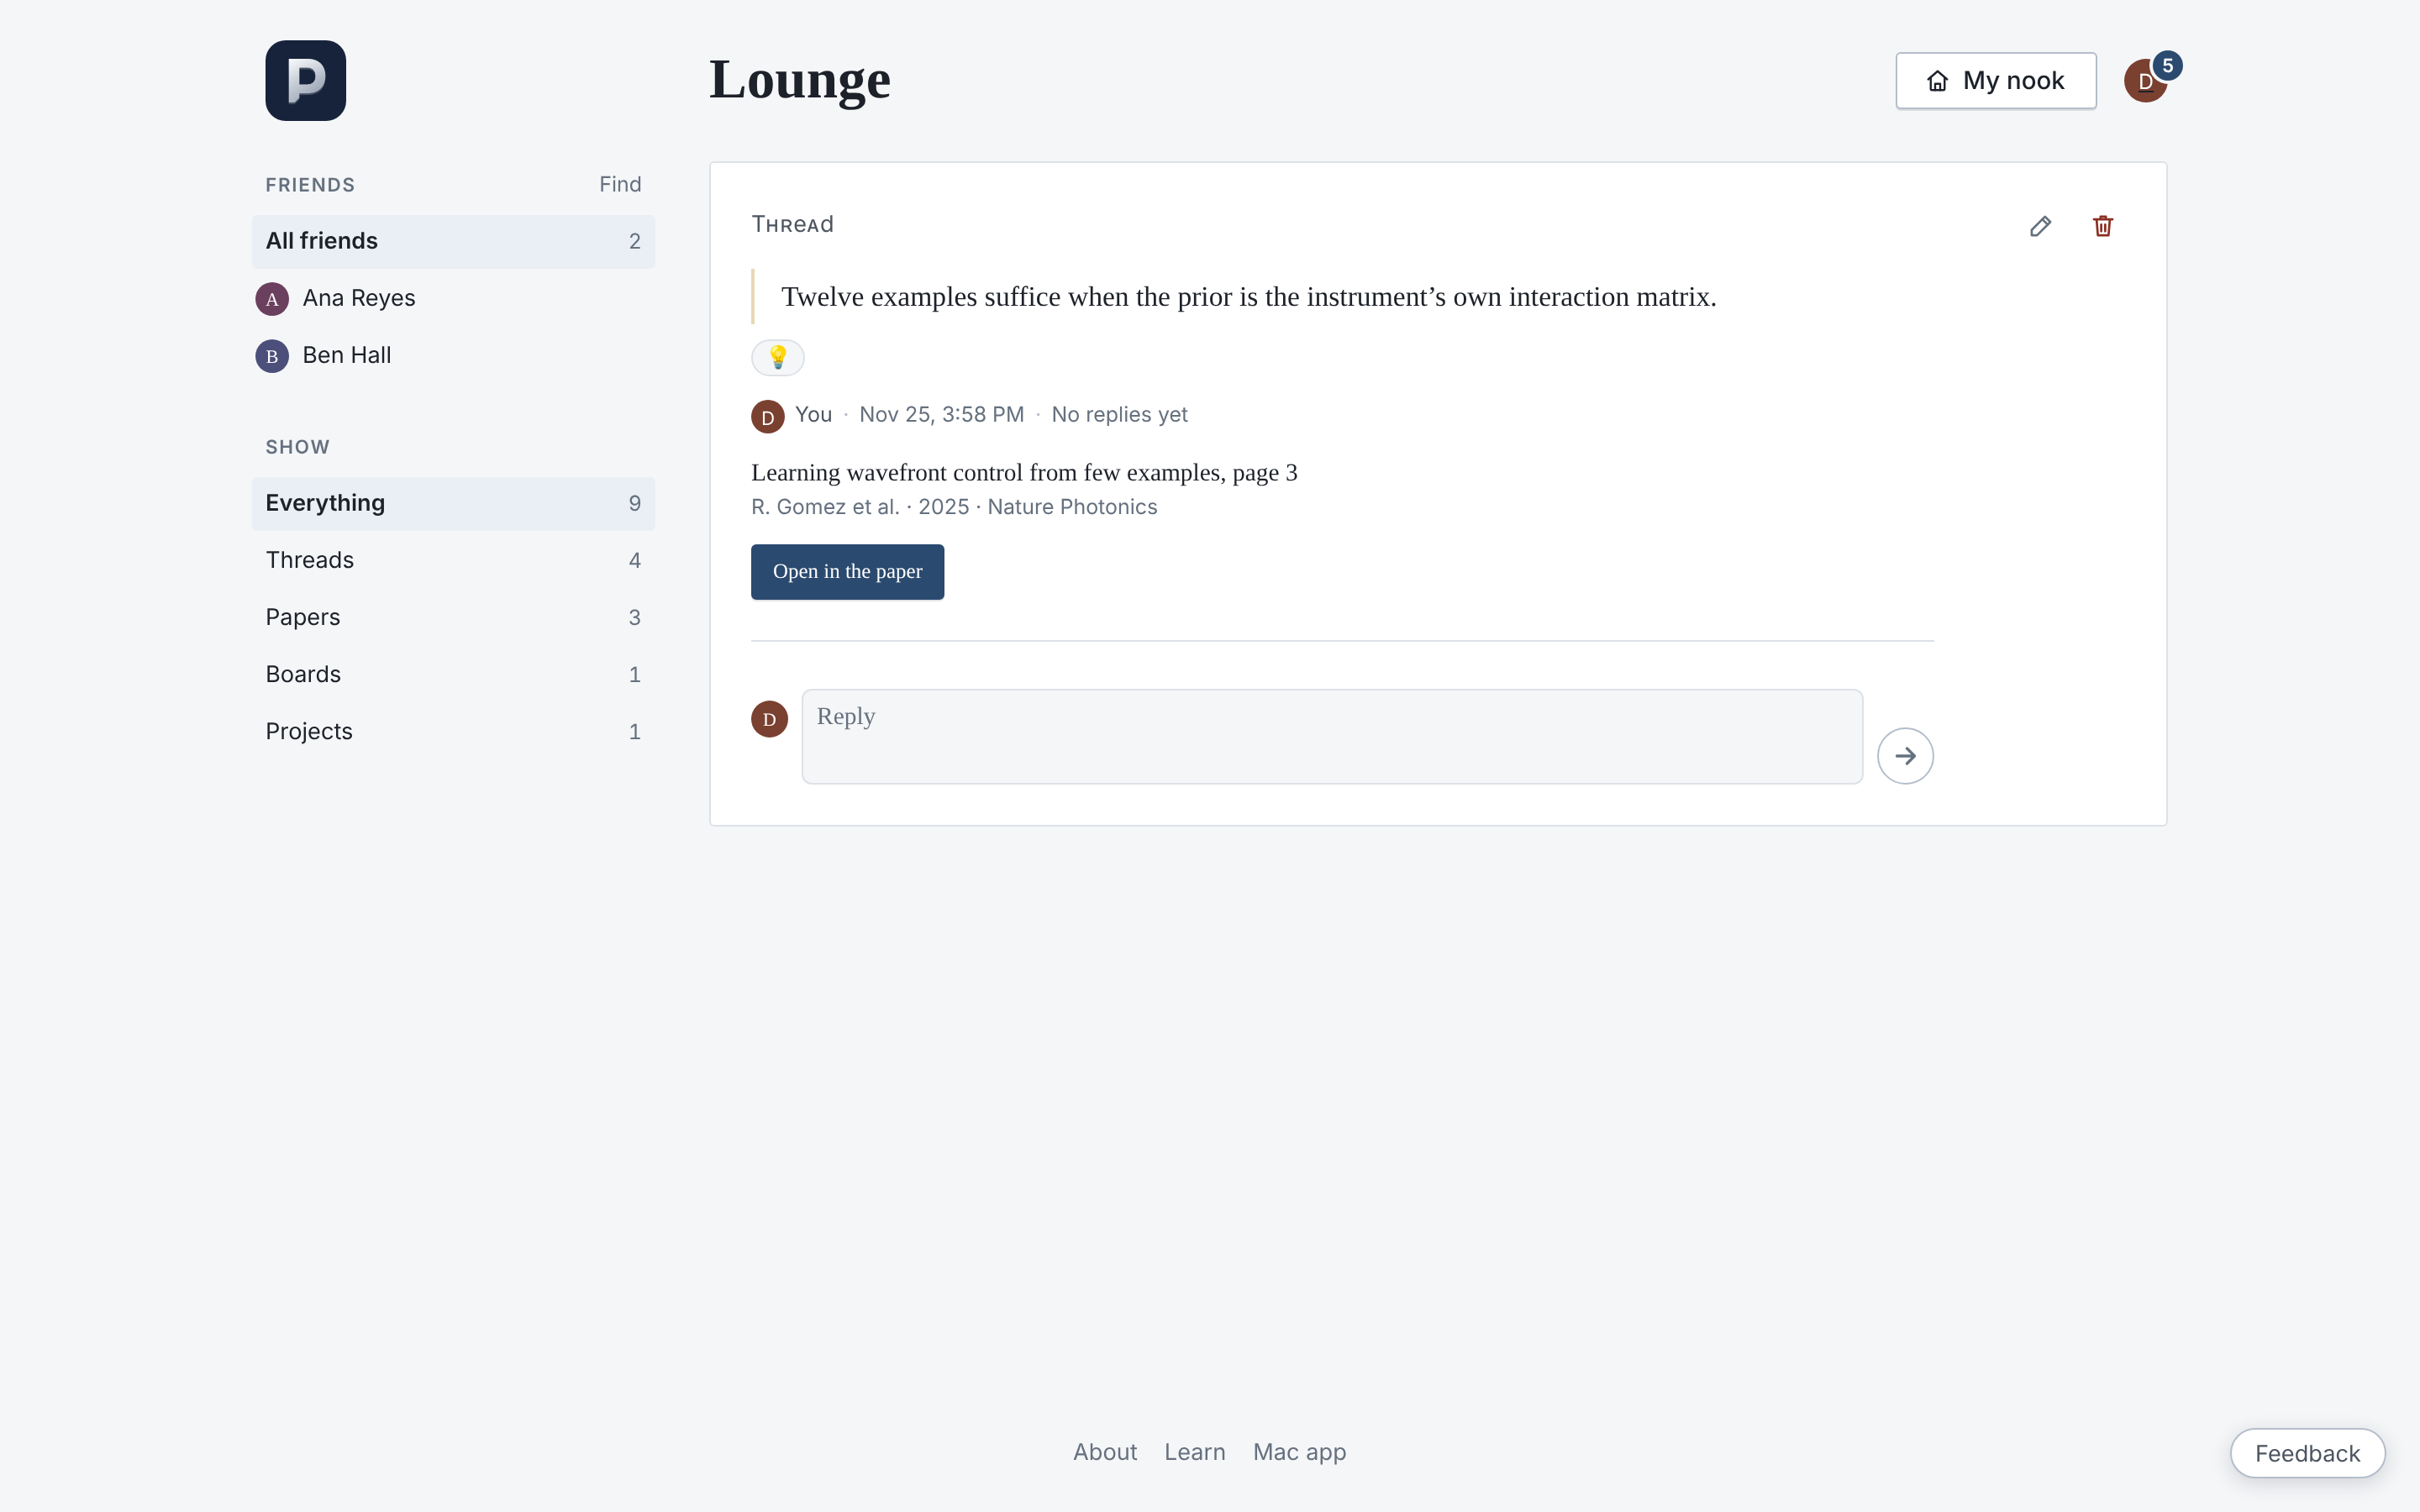 P
Lounge
My nook
D
5
FRIENDS
Find
All friends
2
A
Ana Reyes
B
Ben Hall
SHOW
Everything
9
Threads
4
Papers
3
Boards
1
Projects
1
Thread
Twelve examples suffice when the prior is the instrument’s own interaction matrix.
D
You · Nov 25, 3:58 PM · No replies yet
Learning wavefront control from few examples, page 3
R. Gomez et al. · 2025 · Nature Photonics
Open in the paper
D
Reply
About
Learn
Mac app
Feedback